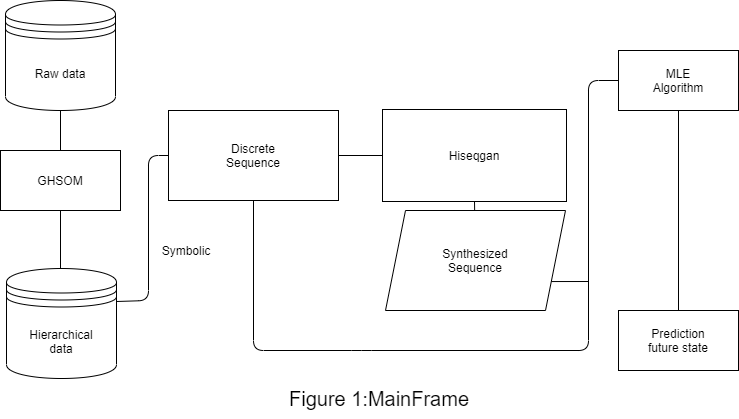 Raw data
GHSOM
Hierarchical
data
Symbolic
Discrete
Sequence
Hiseqgan
Synthesized
Sequence
MLE
Algorithm
Prediction
future state
Figure 1:MainFrame